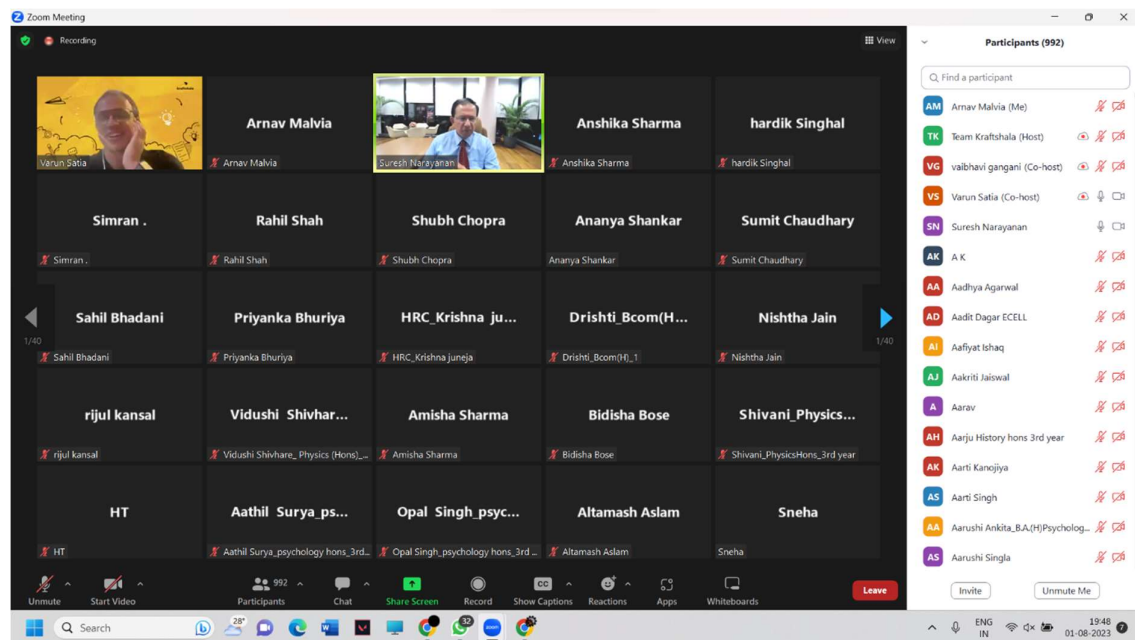 Zoom Meeting
Recording
View
Varun Satia
Arnav Malvia
Arnav Malvia
Suresh Narayanan
Anshika Sharma
Anshika Sharma
hardik Singhal
hardik Singhal
Simran .
Simran .
Rahil Shah
Rahil Shah
Shubh Chopra
Shubh Chopra
Ananya Shankar
Ananya Shankar
Sumit Chaudhary
Sumit Chaudhary
1/40
Sahil Bhadani
Sahil Bhadani
Priyanka Bhuriya
Priyanka Bhuriya
HRC_Krishna ju...
HRC_Krishna juneja
Drishti_Bcom(H...
Drishti_Bcom(H)_1
Nishtha Jain
Nishtha Jain
1/40
rijul kansal
rijul kansal
Vidushi Shivhar...
Vidushi Shivhare_ Physics (Hons)_...
Amisha Sharma
Amisha Sharma
Bidisha Bose
Bidisha Bose
Shivani_Physics...
Shivani_PhysicsHons_3rd year
HT
HT
Aathil Surya_ps...
Aathil Surya_psychology hons_3rd...
Opal Singh_psyc...
Opal Singh_psychology hons_3rd ...
Altamash Aslam
Altamash Aslam
Sneha
Sneha
Unmute
Start Video
992
Participants
Chat
Share Screen
Record
CC
Show Captions
Reactions
Apps
Whiteboards
Leave
Participants (992)
Find a participant
AM Arnav Malvia (Me)
TK Team Kraftshala (Host)
VG vaibhavi gangani (Co-host)
VS Varun Satia (Co-host)
SN Suresh Narayanan
AK A K
AA Aadhya Agarwal
AD Aadit Dagar ECELL
AI Aafiyat Ishaq
AJ Aakriti Jaiswal
A Aarav
AH Aarju History hons 3rd year
AK Aarti Kanojiya
AS Aarti Singh
AA Aarushi Ankita_B.A.(H)Psycholog...
AS Aarushi Singla
Invite
Unmute Me
Search
28°
32
zoom
ENG
IN
19:48
01-08-2023
7